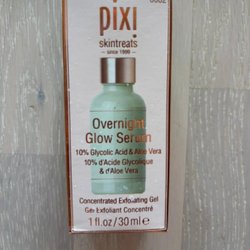 pixi
skintreats
— since 1999 —
Overnight
Glow Serum
10% Glycolic Acid & Aloe Vera
10% d'Acide Glycolique
& d'Aloe Vera
Concentrated Exfoliating Gel
Gel Exfoliant Concentré
1 fl.oz / 30 ml e